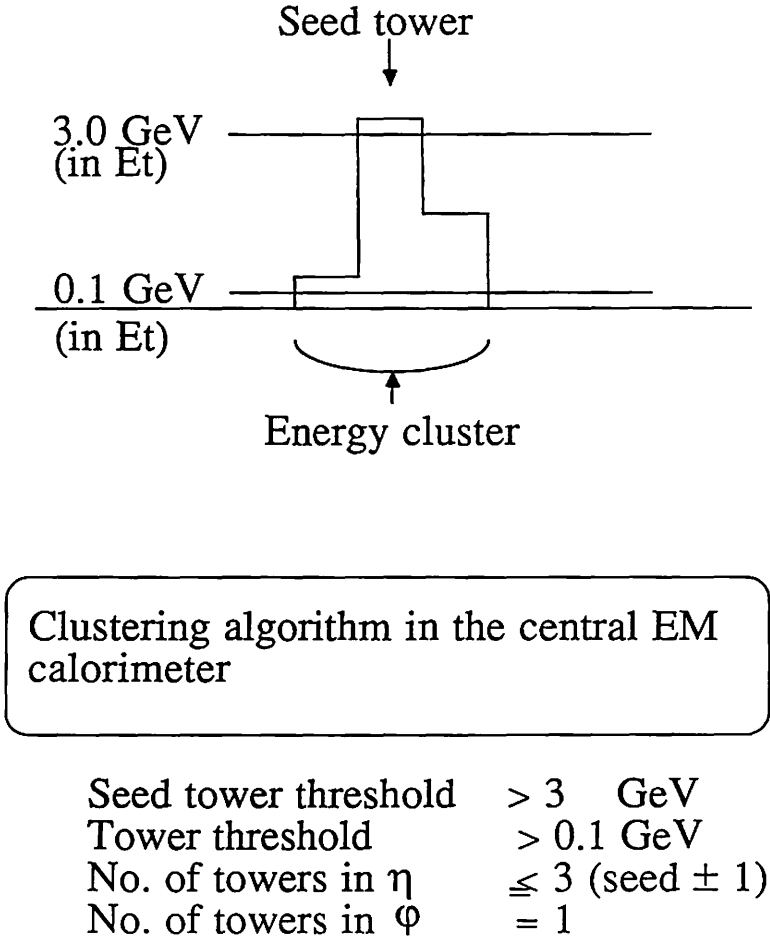 Seed tower
3.0 GeV
(in Et)
0.1 GeV
(in Et)
Energy cluster
Clustering algorithm in the central EM
calorimeter
Seed tower threshold > 3 GeV
Tower threshold > 0.1 GeV
No. of towers in η ≦ 3 (seed ± 1)
No. of towers in φ = 1